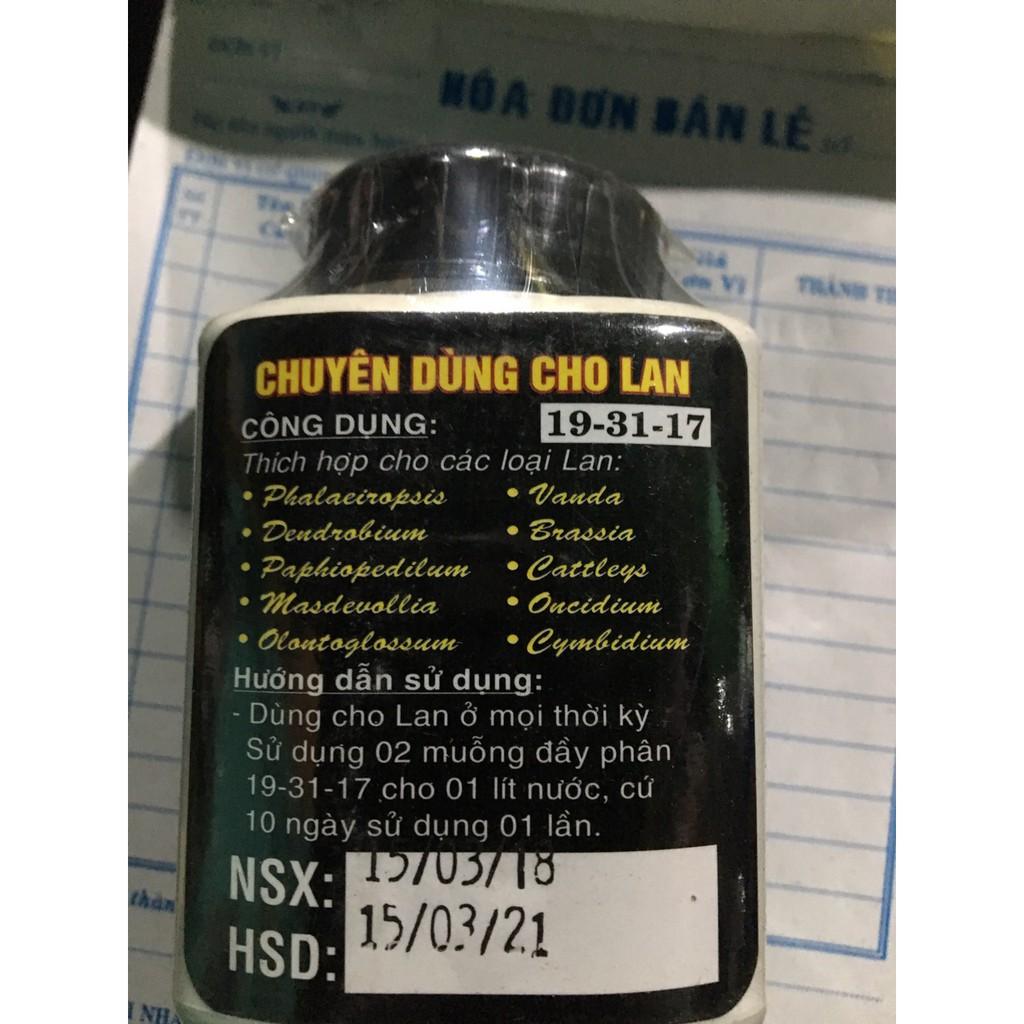 HÓA ĐƠN BÁN LẺ
THÀNH TI
CHUYÊN DÙNG CHO LAN
CÔNG DỤNG: 19-31-17
Thích hợp cho các loại Lan:
• Phalaeiropsis • Vanda
• Dendrobium • Brassia
• Paphiopedilum • Cattleys
• Masdevollia • Oncidium
• Olontoglossum • Cymbidium
Hướng dẫn sử dụng:
- Dùng cho Lan ở mọi thời kỳ
Sử dụng 02 muỗng đầy phân
19-31-17 cho 01 lít nước, cứ
10 ngày sử dụng 01 lần.
NSX: 15/03/18
HSD: 15/03/21